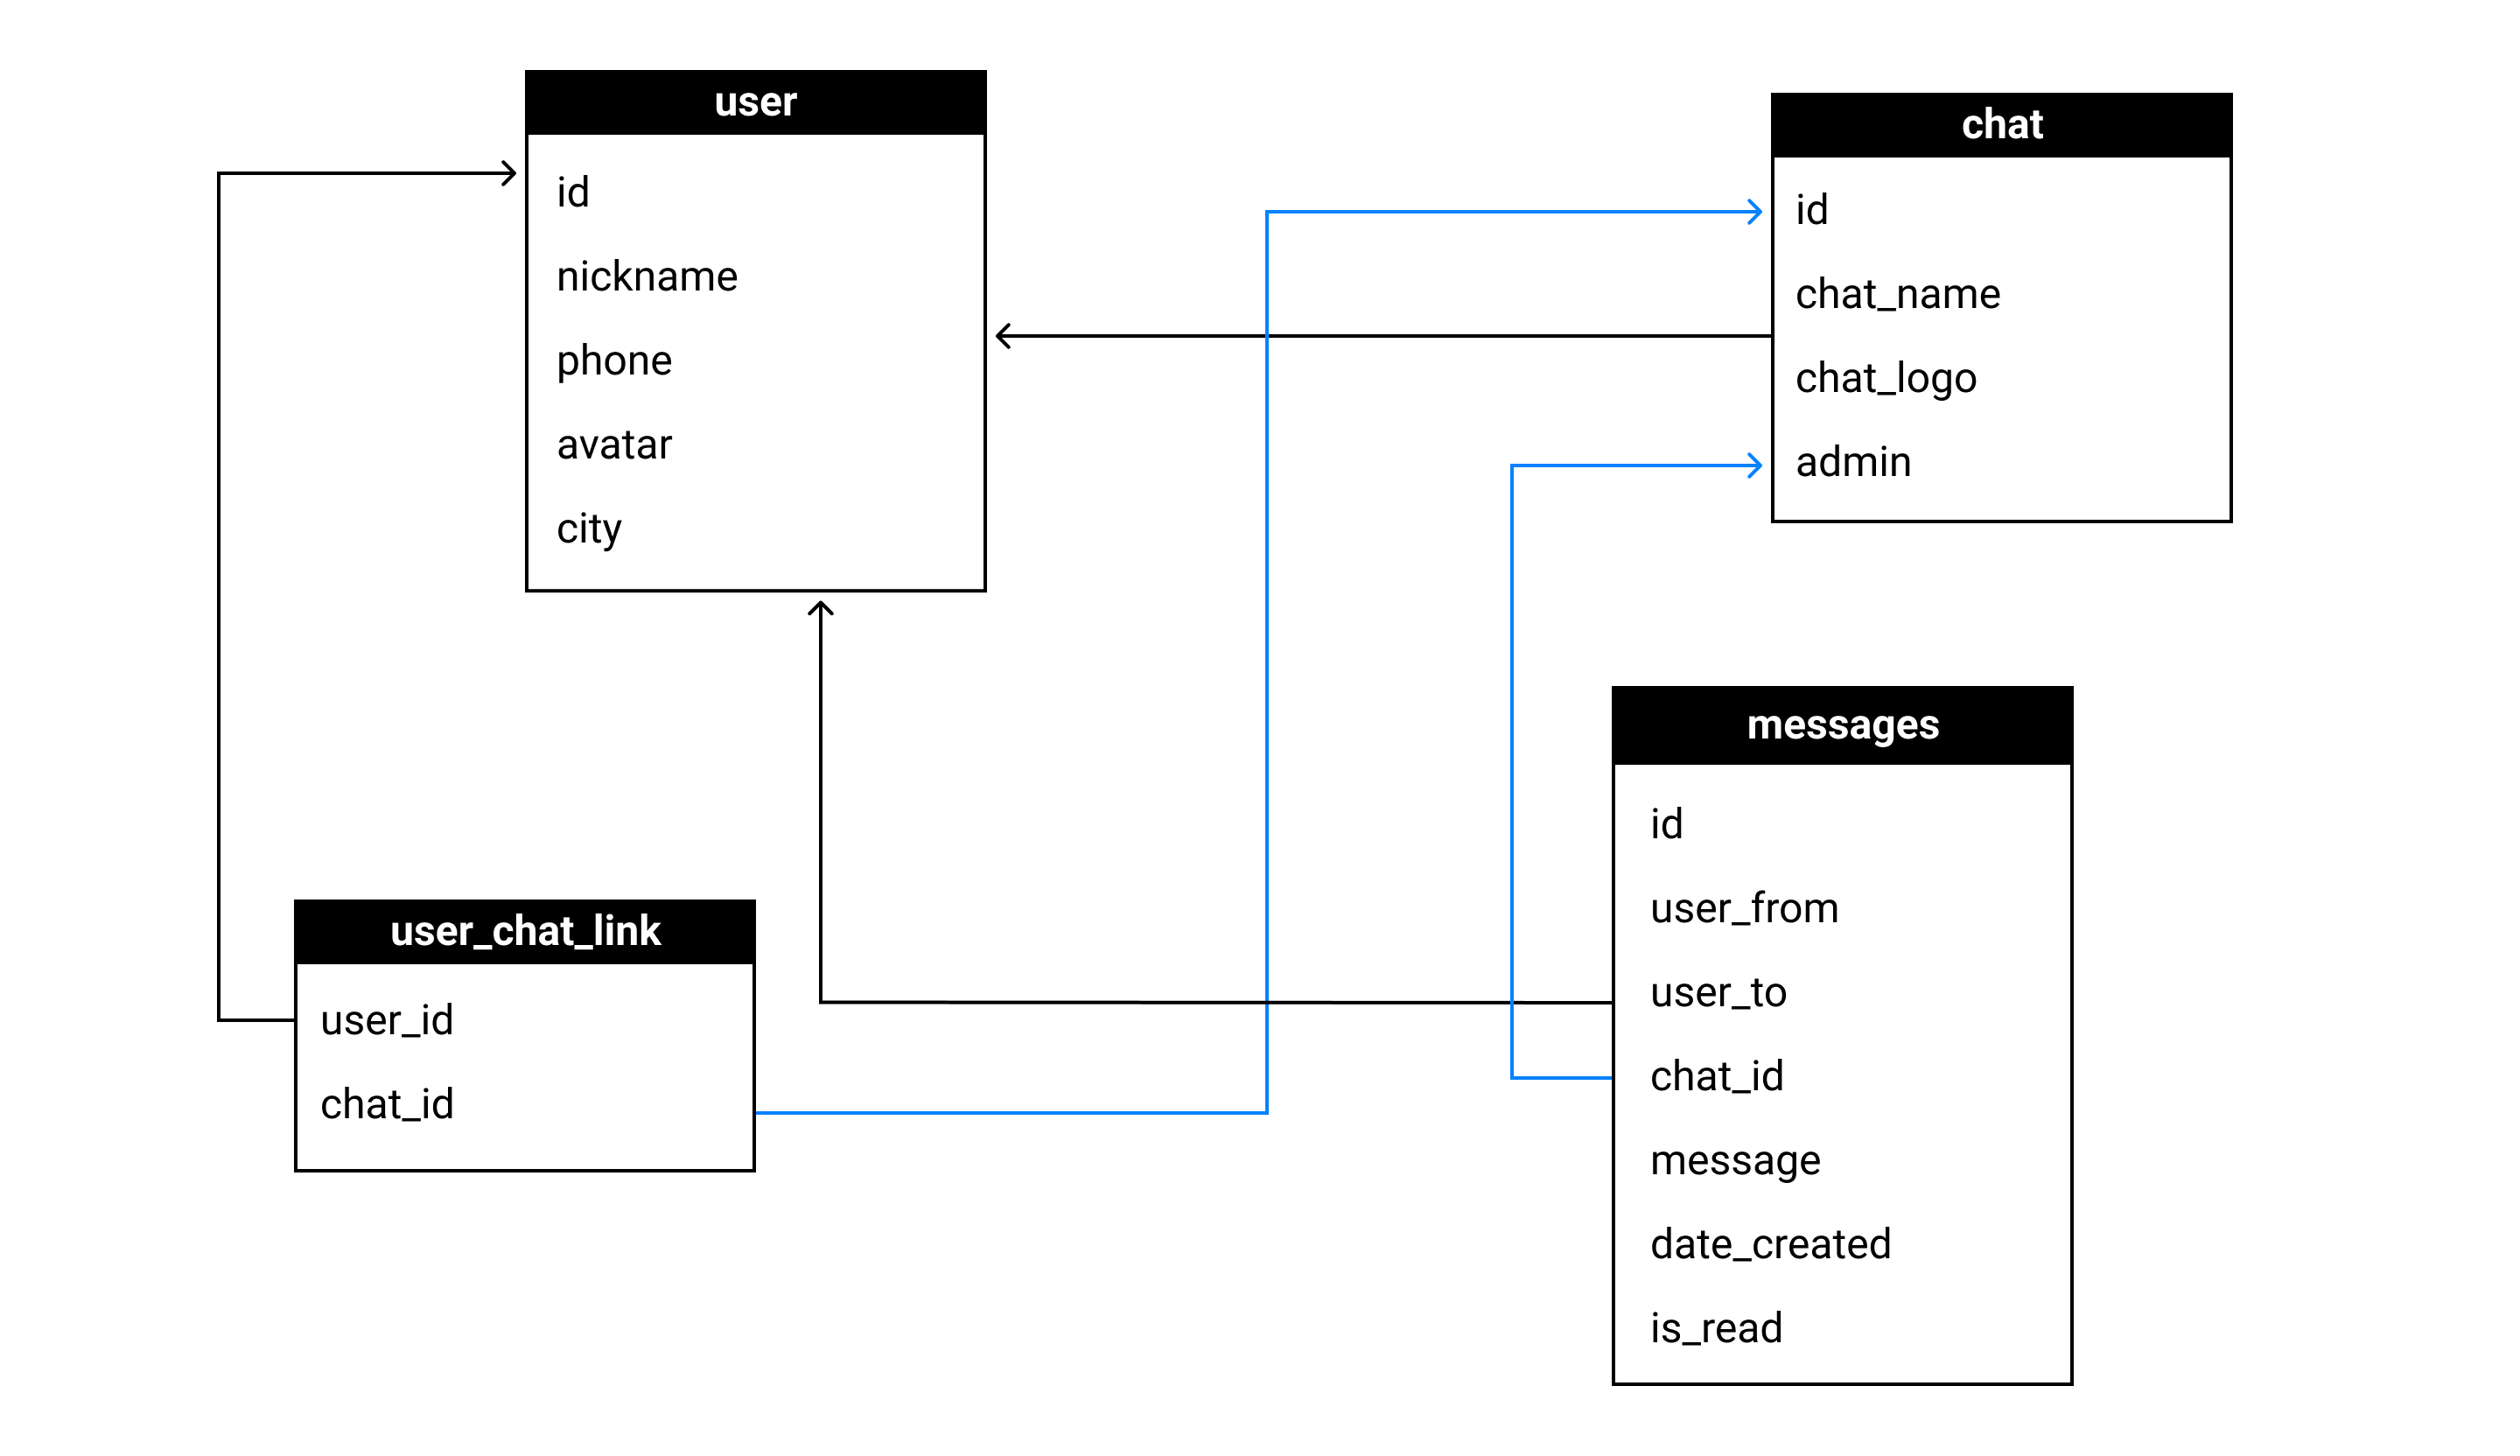 user
id
nickname
phone
avatar
city
chat
id
chat_name
chat_logo
admin
messages
id
user_from
user_to
chat_id
message
date_created
is_read
user_chat_link
user_id
chat_id